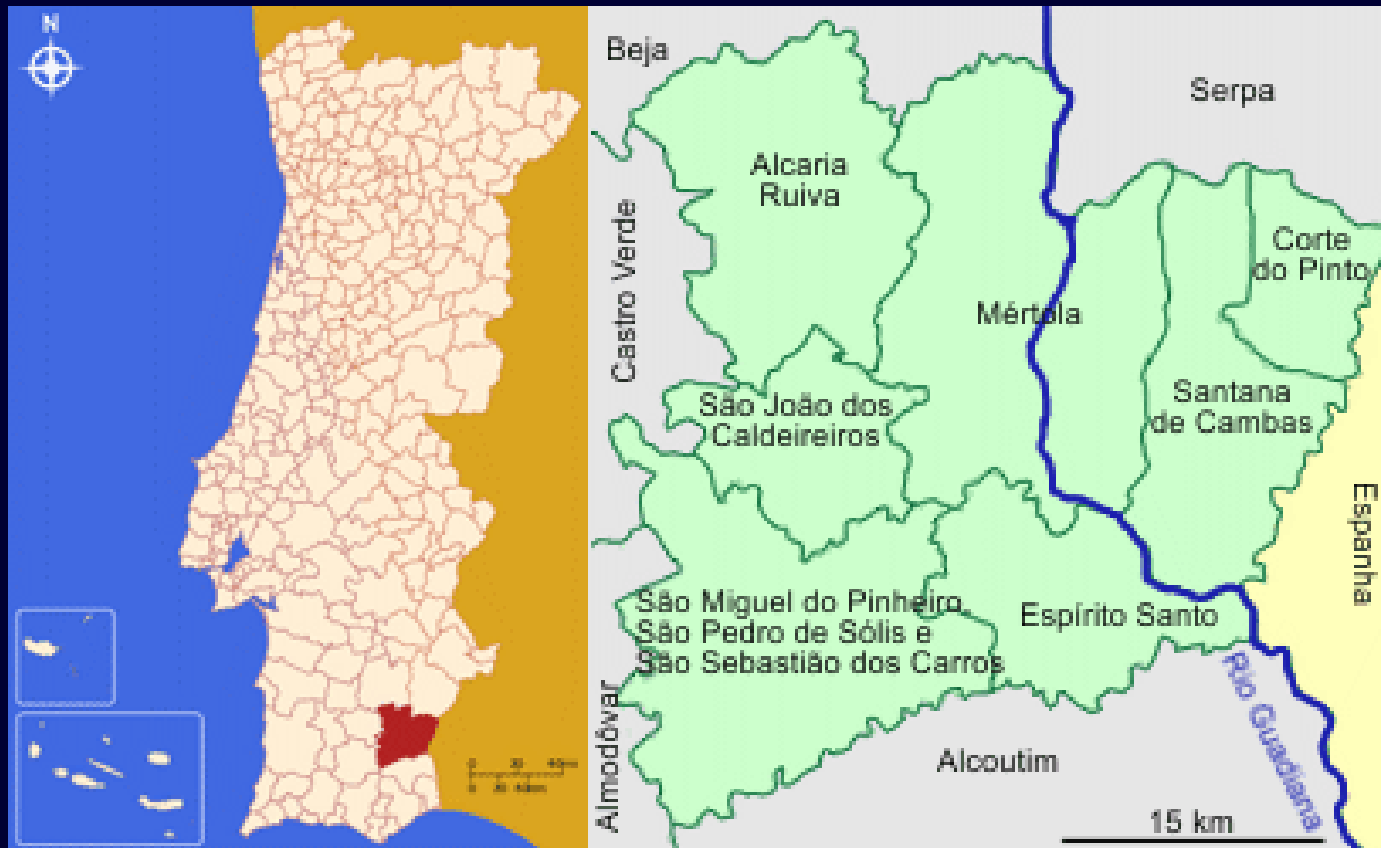 N
Beja
Serpa
Alcaria
Ruiva
Castro Verde
Corte
do Pinto
Mértola
São João dos
Caldeireiros
Santana
de Cambas
Espanha
São Miguel do Pinheiro,
São Pedro de Sólis e
São Sebastião dos Carros
Espírito Santo
Almodôvar
Rio Guadiana
Alcoutim
15 km